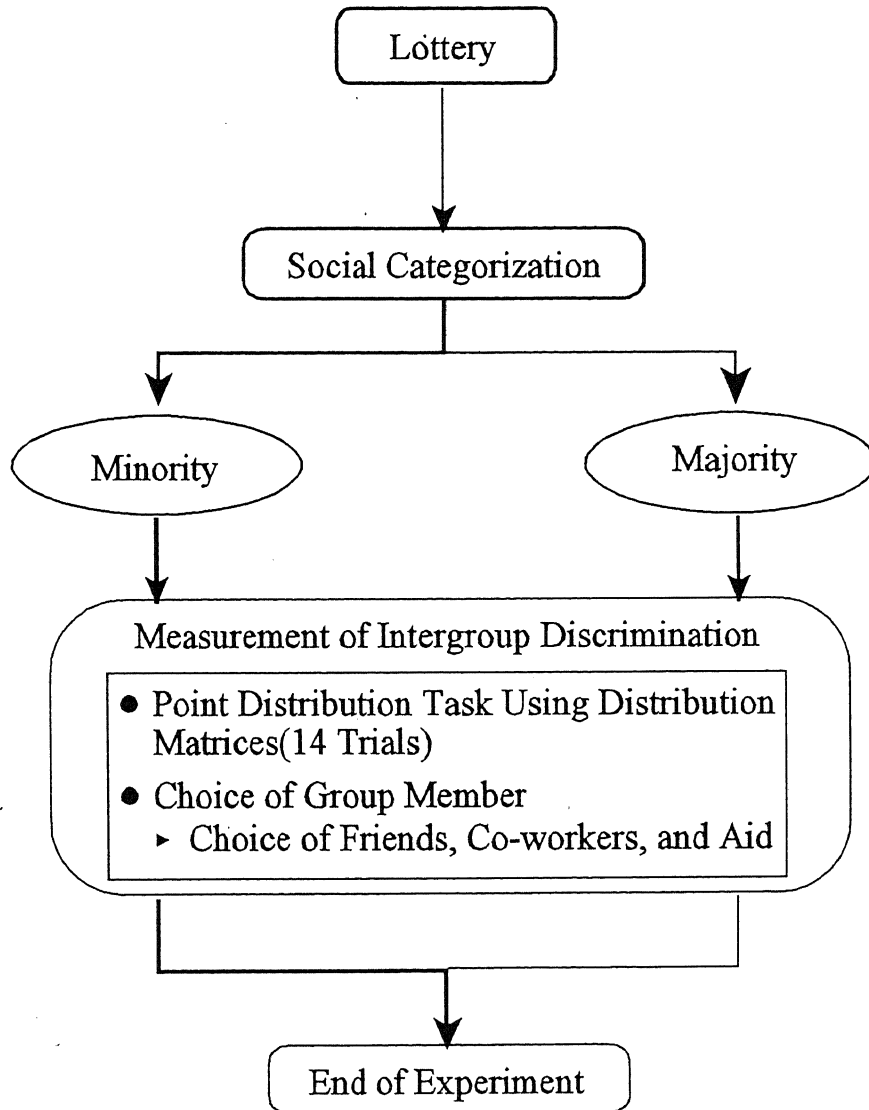 Lottery
Social Categorization
Minority
Majority
Measurement of Intergroup Discrimination
● Point Distribution Task Using Distribution
Matrices(14 Trials)
● Choice of Group Member
▸ Choice of Friends, Co-workers, and Aid
End of Experiment